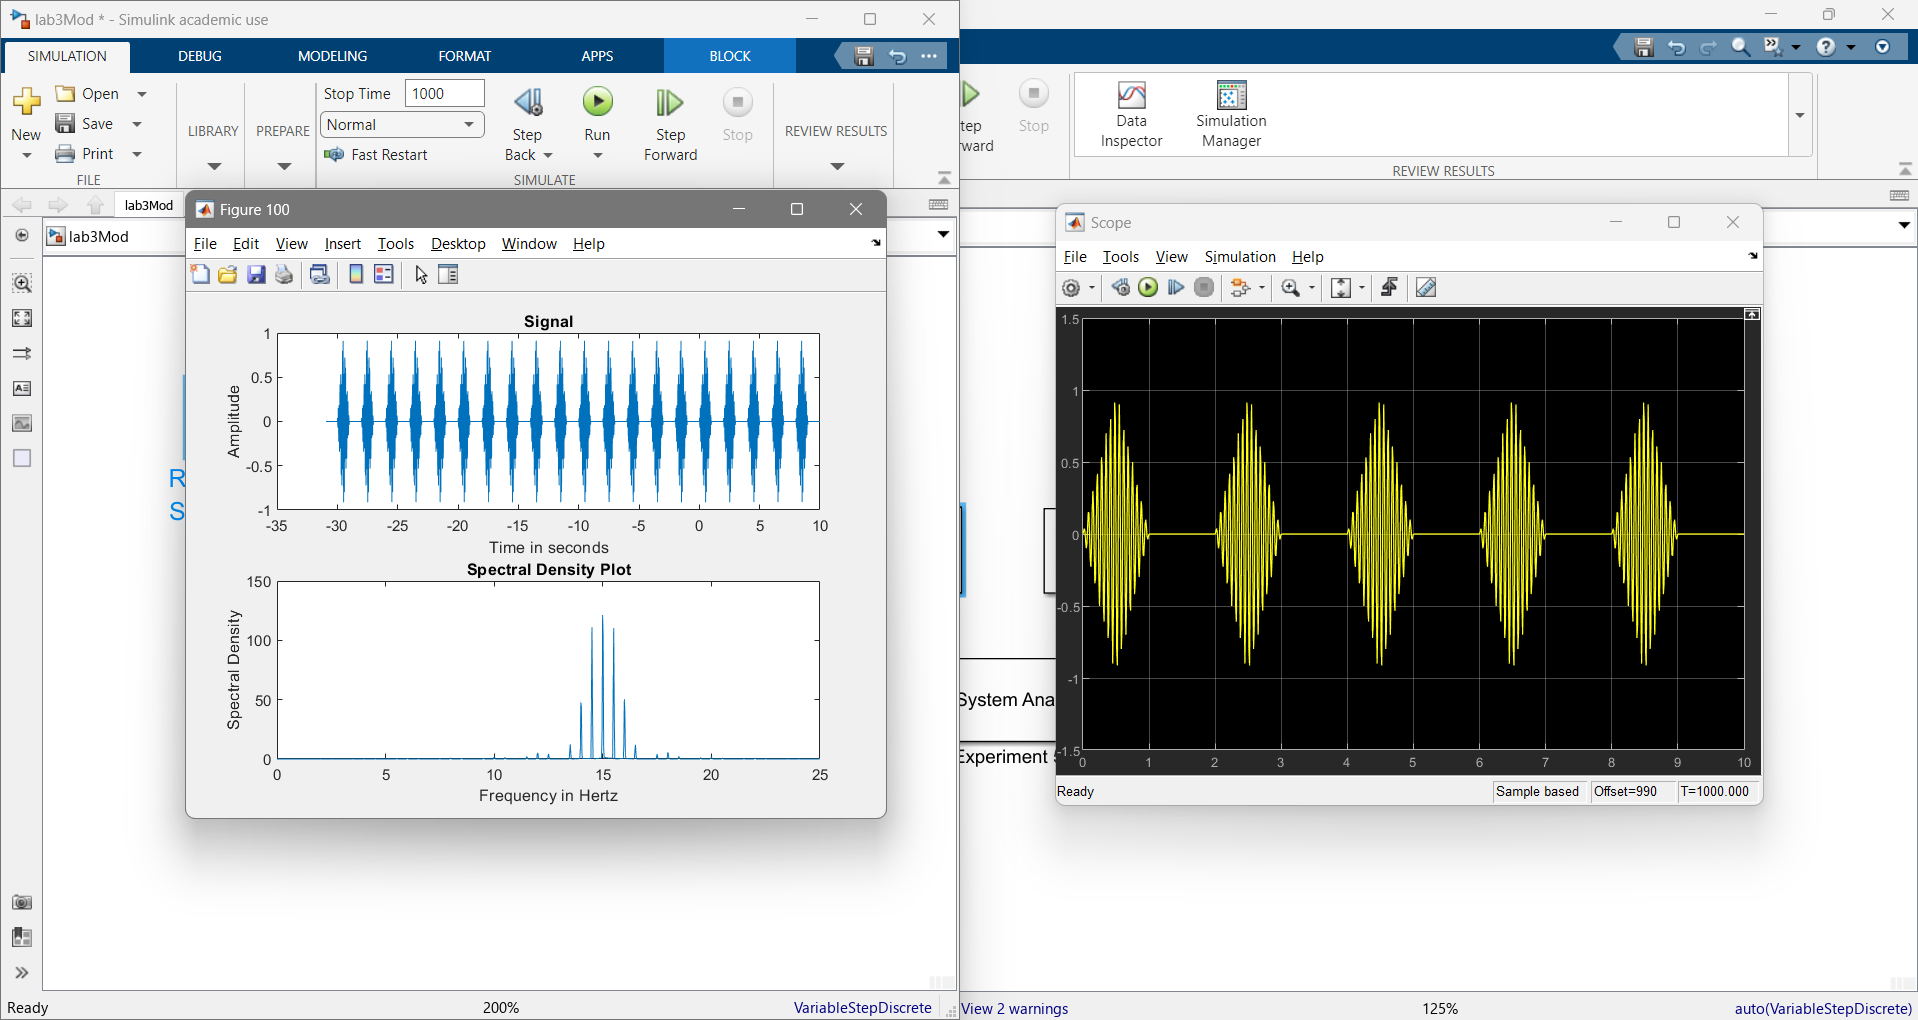 lab3Mod * - Simulink academic use
SIMULATION DEBUG MODELING FORMAT APPS BLOCK
New
Open
Save
Print
FILE
LIBRARY
PREPARE
Stop Time 1000
Normal
Fast Restart
Step Back
Run
Step Forward
Stop
SIMULATE
REVIEW RESULTS
tep
ward
Stop
Data Inspector
Simulation Manager
REVIEW RESULTS
lab3Mod
lab3Mod
R
S
Figure 100
File Edit View Insert Tools Desktop Window Help
Signal
1
0.5
0
-0.5
-1
Amplitude
-35 -30 -25 -20 -15 -10 -5 0 5 10
Time in seconds
Spectral Density Plot
150
100
50
0
Spectral Density
0 5 10 15 20 25
Frequency in Hertz
Scope
File Tools View Simulation Help
1.5
1
0.5
0
-0.5
-1
-1.5
0 1 2 3 4 5 6 7 8 9 10
Ready
Sample based Offset=990 T=1000.000
System Ana
Experiment
Ready 200% VariableStepDiscrete
View 2 warnings 125% auto(VariableStepDiscrete)